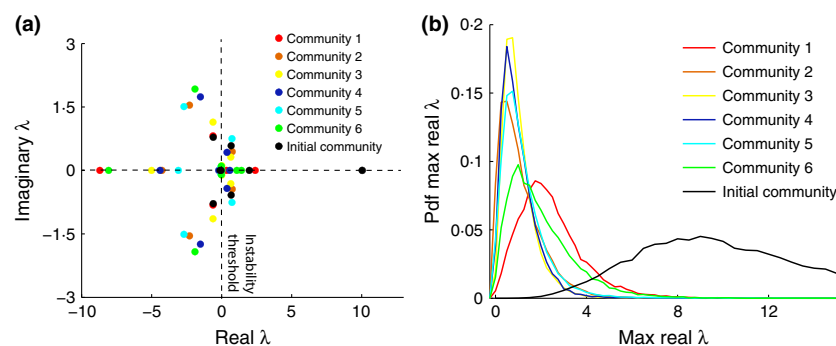 (a)
3
1·5
0
−1·5
−3
Imaginary λ
−10
−5
0
5
10
Real λ
Instability
threshold
Community 1
Community 2
Community 3
Community 4
Community 5
Community 6
Initial community
(b)
0·2
0·15
0·1
0·05
0
Pdf max real λ
0
4
8
12
Max real λ
Community 1
Community 2
Community 3
Community 4
Community 5
Community 6
Initial community